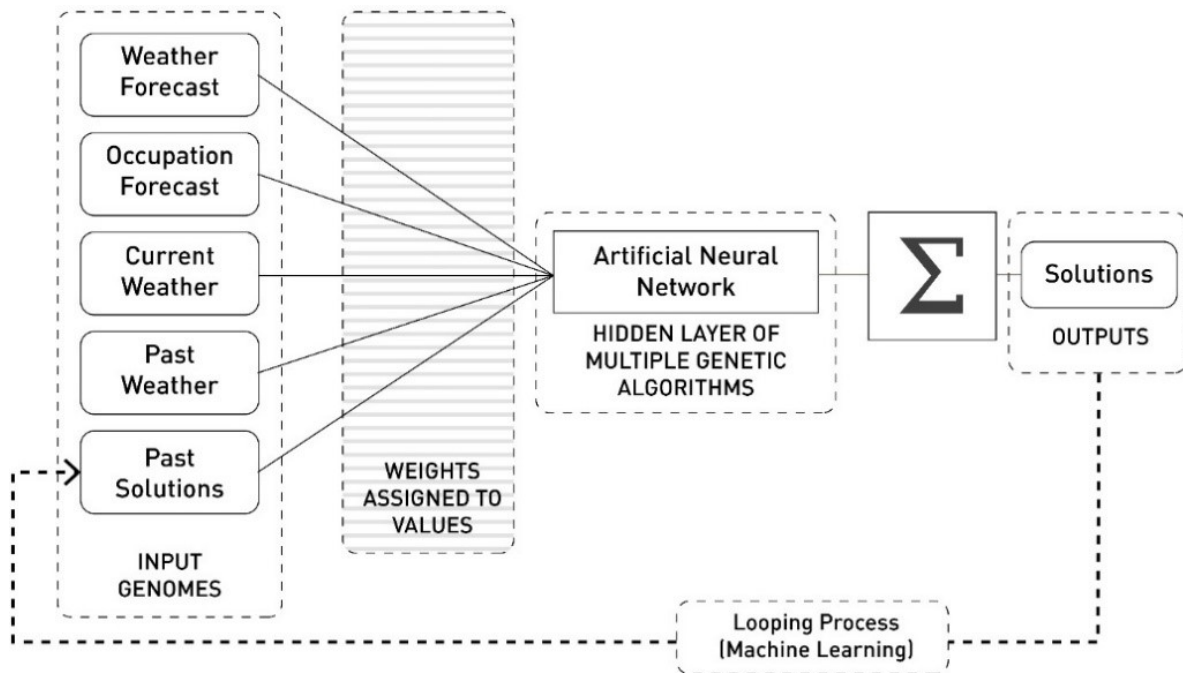 Weather
Forecast
Occupation
Forecast
Current
Weather
Past
Weather
Past
Solutions
INPUT
GENOMES
WEIGHTS
ASSIGNED TO
VALUES
Artificial Neural
Network
HIDDEN LAYER OF
MULTIPLE GENETIC
ALGORITHMS
Σ
Solutions
OUTPUTS
Looping Process
(Machine Learning)